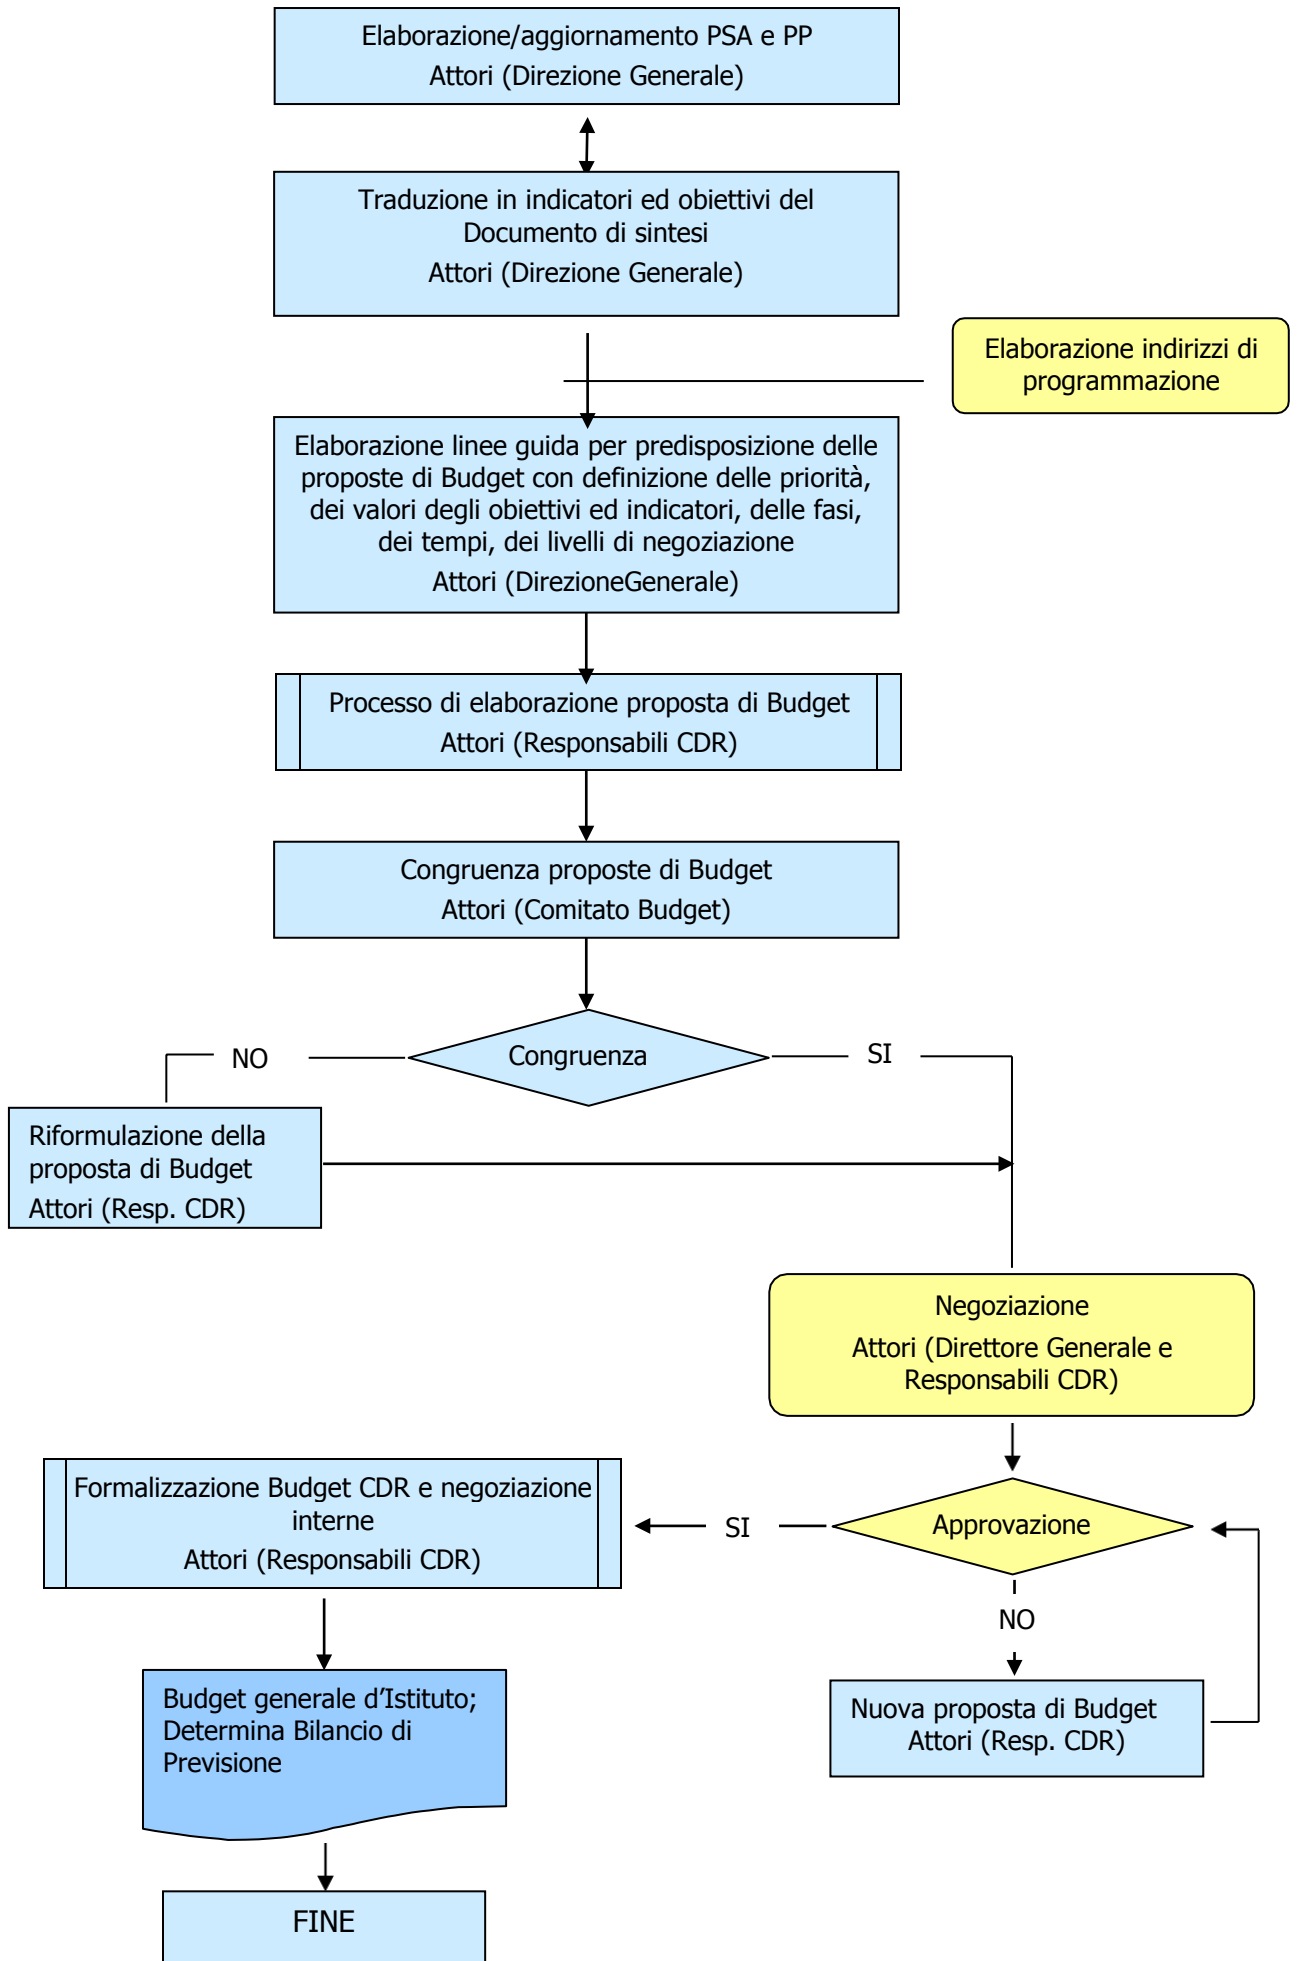 Elaborazione/aggiornamento PSA e PP
Attori (Direzione Generale)
Traduzione in indicatori ed obiettivi del
Documento di sintesi
Attori (Direzione Generale)
Elaborazione indirizzi di
programmazione
Elaborazione linee guida per predisposizione delle
proposte di Budget con definizione delle priorità,
dei valori degli obiettivi ed indicatori, delle fasi,
dei tempi, dei livelli di negoziazione
Attori (DirezioneGenerale)
Processo di elaborazione proposta di Budget
Attori (Responsabili CDR)
Congruenza proposte di Budget
Attori (Comitato Budget)
Congruenza
NO
SI
Riformulazione della
proposta di Budget
Attori (Resp. CDR)
Negoziazione
Attori (Direttore Generale e
Responsabili CDR)
Approvazione
SI
Formalizzazione Budget CDR e negoziazione
interne
Attori (Responsabili CDR)
NO
Nuova proposta di Budget
Attori (Resp. CDR)
Budget generale d’Istituto;
Determina Bilancio di
Previsione
FINE